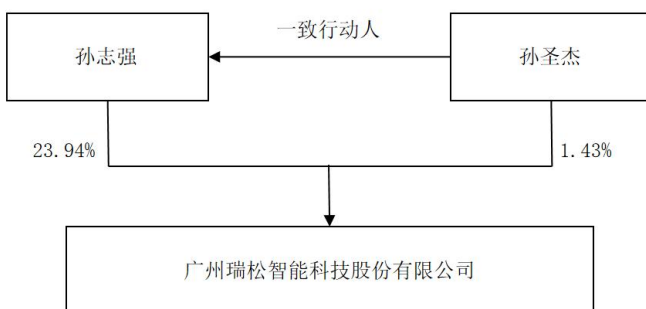 一致行动人
孙志强
孙圣杰
23.94%
1.43%
广州瑞松智能科技股份有限公司